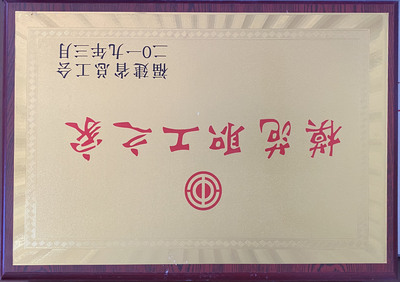 模范职工之家
福建省总工会
二〇一九年三月